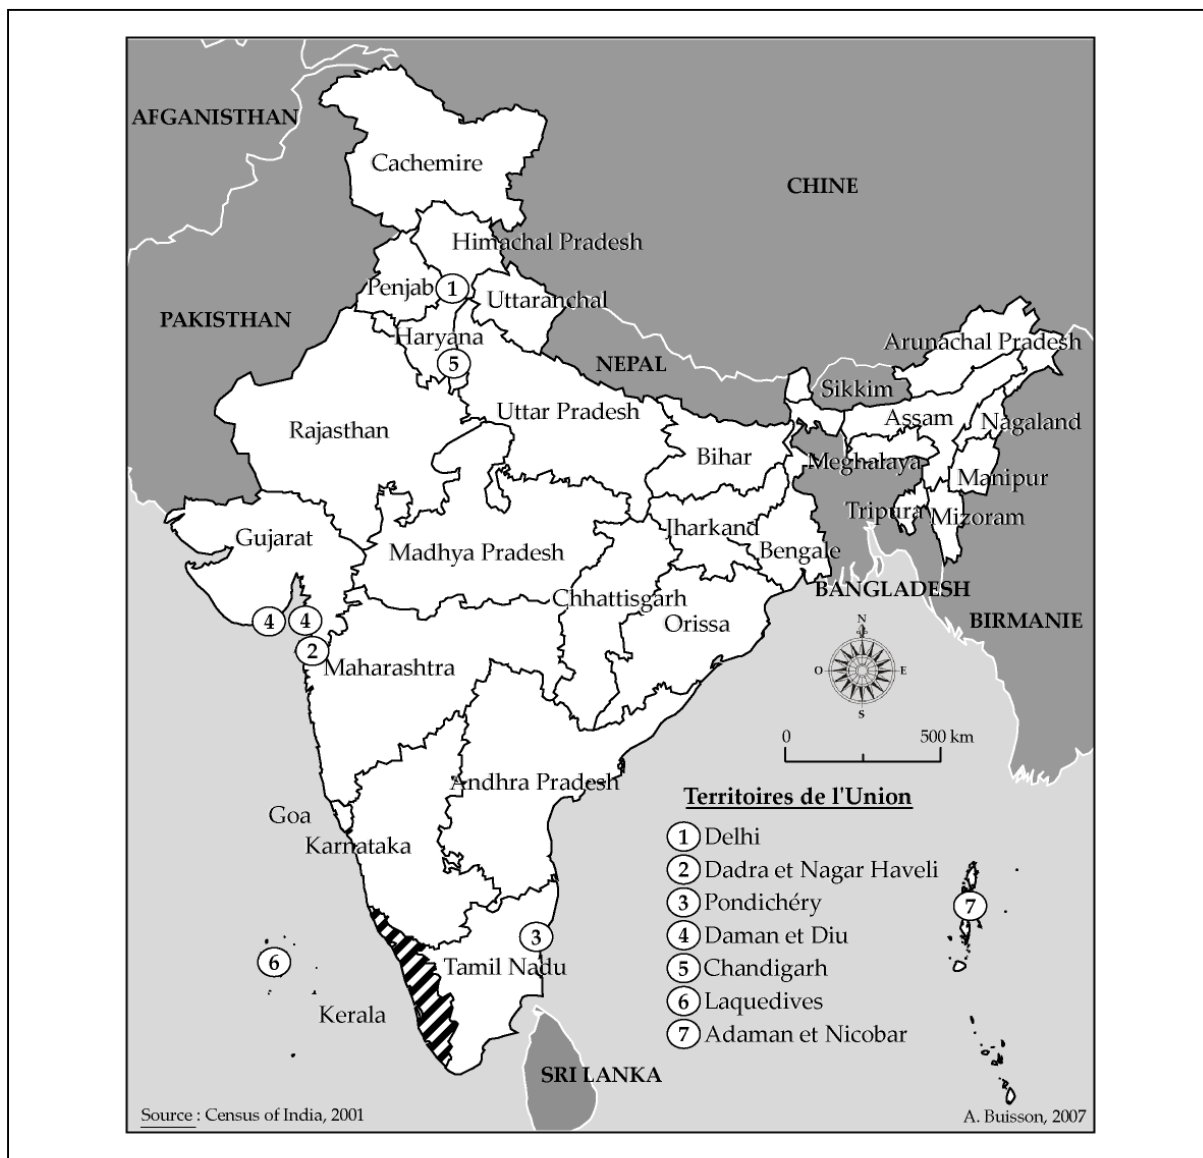 AFGANISTHAN
Cachemire
CHINE
Himachal Pradesh
Penjab
1
Uttaranchal
PAKISTHAN
Haryana
5
NEPAL
Arunachal Pradesh
Sikkim
Rajasthan
Uttar Pradesh
Assam
Nagaland
Bihar
Meghalaya
Manipur
Tripura
Mizoram
Gujarat
Madhya Pradesh
Jharkand
Bengale
Chhattisgarh
BANGLADESH
4
4
Orissa
BIRMANIE
2
Maharashtra
N
O
E
S
0
500 km
Andhra Pradesh
Goa
Karnataka
Territoires de l'Union
1 Delhi
2 Dadra et Nagar Haveli
3 Pondichéry
4 Daman et Diu
5 Chandigarh
6 Laquedives
7 Adaman et Nicobar
7
3
6
Tamil Nadu
Kerala
SRI LANKA
Source : Census of India, 2001
A. Buisson, 2007